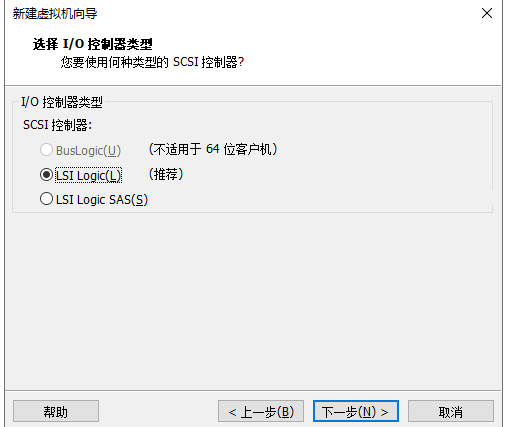 新建虚拟机向导
选择 I/O 控制器类型
您要使用何种类型的 SCSI 控制器?
I/O 控制器类型
SCSI 控制器:
BusLogic(U) (不适用于 64 位客户机)
LSI Logic(L) (推荐)
LSI Logic SAS(S)
帮助 < 上一步(B) 下一步(N) > 取消